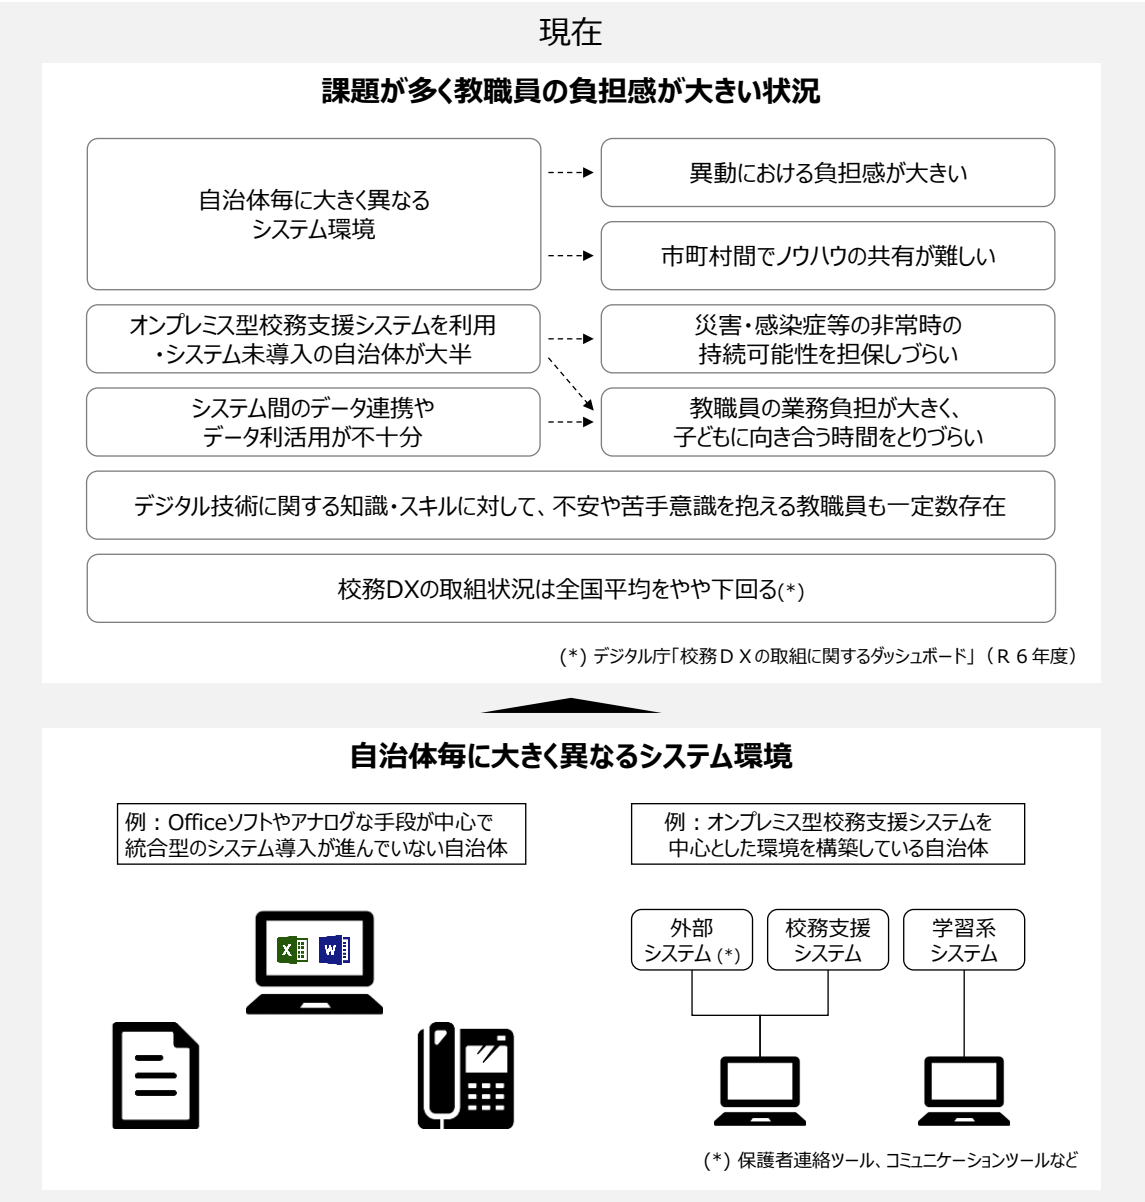 現在
課題が多く教職員の負担感が大きい状況
自治体毎に大きく異なる
システム環境
異動における負担感が大きい
市町村間でノウハウの共有が難しい
オンプレミス型校務支援システムを利用
・システム未導入の自治体が大半
災害・感染症等の非常時の
持続可能性を担保しづらい
システム間のデータ連携や
データ利活用が不十分
教職員の業務負担が大きく、
子どもに向き合う時間をとりづらい
デジタル技術に関する知識・スキルに対して、不安や苦手意識を抱える教職員も一定数存在
校務DXの取組状況は全国平均をやや下回る(*)
(*) デジタル庁「校務ＤＸの取組に関するダッシュボード」（Ｒ６年度）
自治体毎に大きく異なるシステム環境
例：Officeソフトやアナログな手段が中心で
統合型のシステム導入が進んでいない自治体
例：オンプレミス型校務支援システムを
中心とした環境を構築している自治体
X
W
外部
システム (*)
校務支援
システム
学習系
システム
(*) 保護者連絡ツール、コミュニケーションツールなど